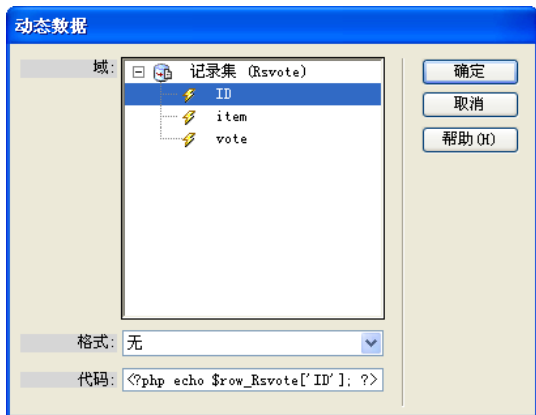 动态数据
域:
记录集 (Rsvote)
ID
item
vote
确定
取消
帮助(H)
格式: 无
代码: <?php echo $row_Rsvote['ID']; ?>